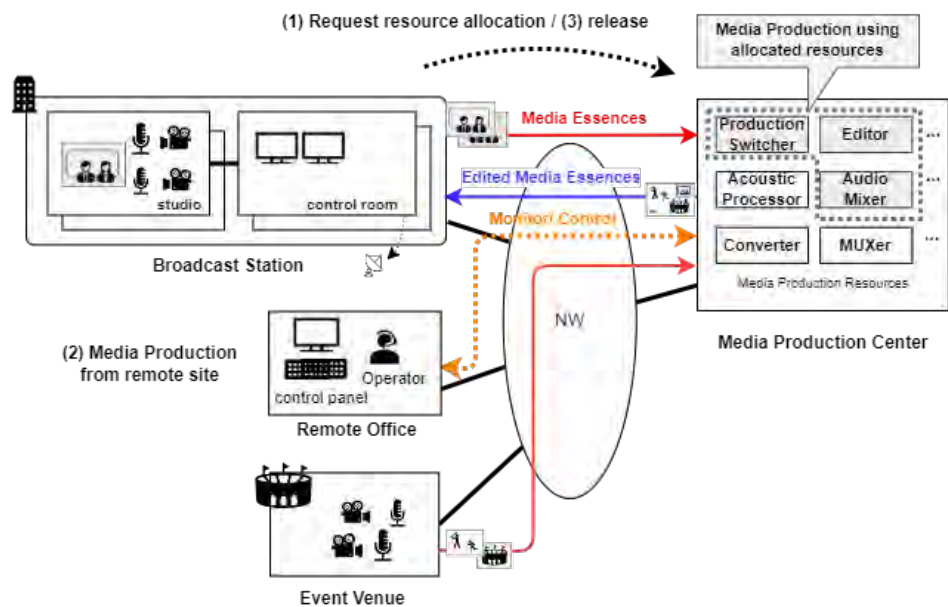 (1) Request resource allocation / (3) release
Media Production using
allocated resources
Media Essences
Production
Switcher
Editor
...
Edited Media Essences
Acoustic
Processor
Audio
Mixer
...
studio
control room
Monitor/ Control
Converter
MUXer
...
Broadcast Station
Media Production Resources
NW
Media Production Center
(2) Media Production
from remote site
Operator
control panel
Remote Office
Event Venue